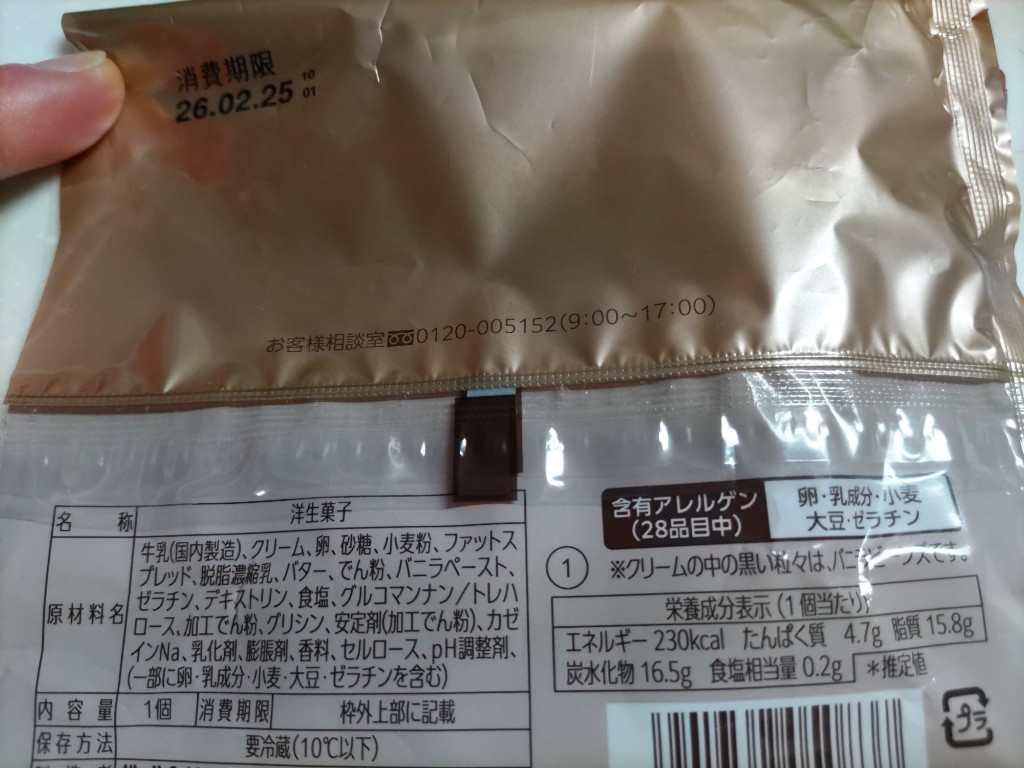 消費期限
26.02.25 10
01
お客様相談室 0120-005152(9:00~17:00)
名 称 洋生菓子
原材料名
牛乳(国内製造)、クリーム、卵、砂糖、小麦粉、ファットス
プレッド、脱脂濃縮乳、バター、でん粉、バニラペースト、
ゼラチン、デキストリン、食塩、グルコマンナン/トレハ
ロース、加工でん粉、グリシン、安定剤(加工でん粉)、カゼ
インNa、乳化剤、膨脹剤、香料、セルロース、pH調整剤、
(一部に卵・乳成分・小麦・大豆・ゼラチンを含む)
内容量 1個 消費期限 枠外上部に記載
保存方法 要冷蔵(10℃以下)
含有アレルゲン
(28品目中)
卵・乳成分・小麦
大豆・ゼラチン
1 ※クリームの中の黒い粒々は、バニラビーンズです。
栄養成分表示(1個当たり)
エネルギー 230kcal たんぱく質 4.7g 脂質 15.8g
炭水化物 16.5g 食塩相当量 0.2g *推定値
プラ